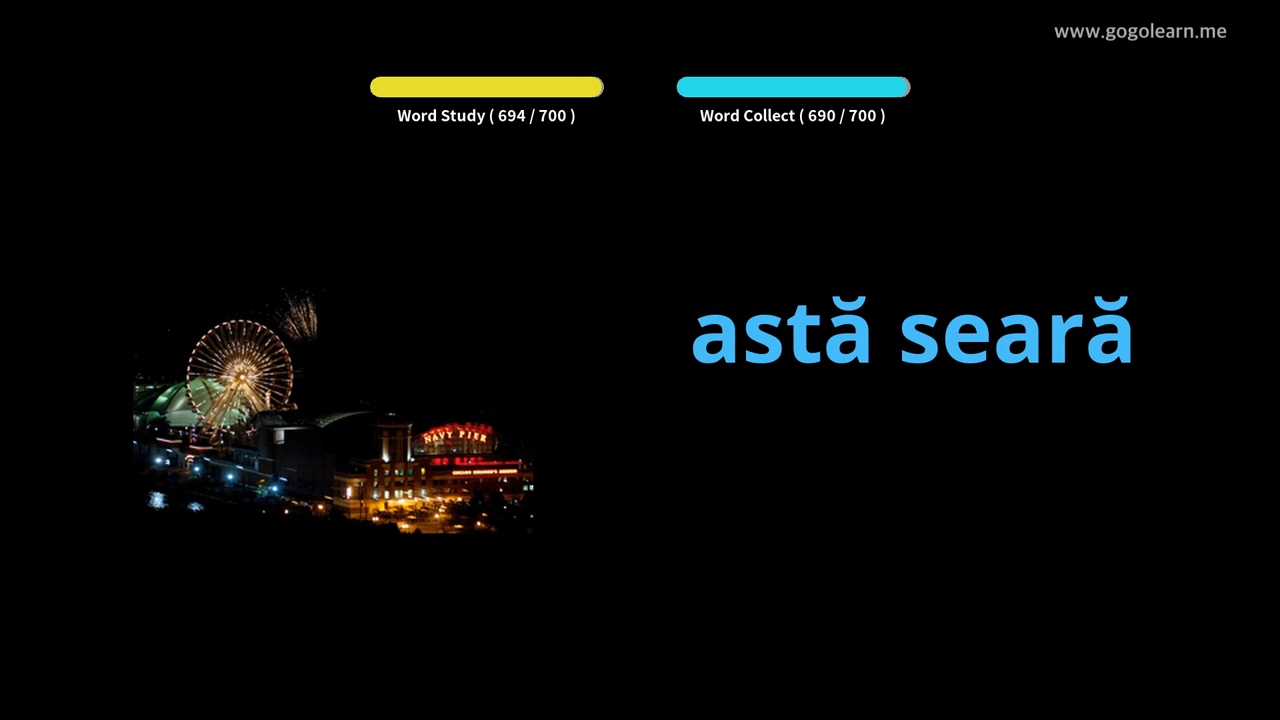 www.gogolearn.me
Word Study ( 694 / 700 )
Word Collect ( 690 / 700 )
astă seară
NAVY PIER